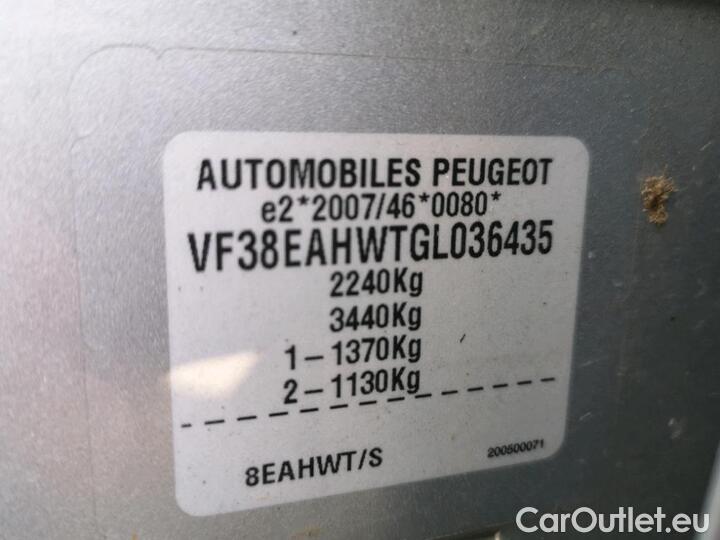 AUTOMOBILES PEUGEOT
e2*2007/46*0080*
VF38EAHWTGL036435
2240Kg
3440Kg
1-1370Kg
2-1130Kg
8EAHWT/S
200500071
CarOutlet.eu